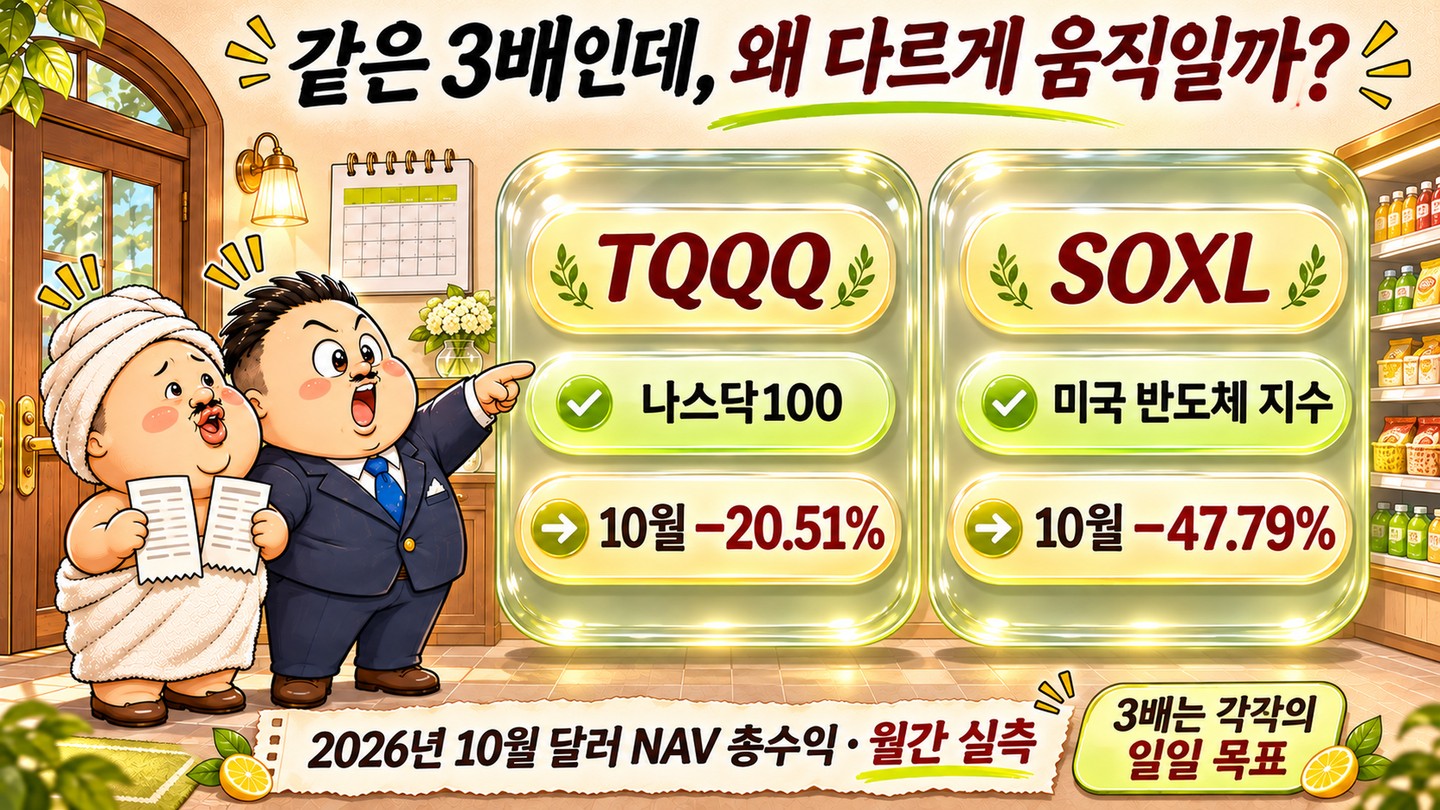 같은 3배인데, 왜 다르게 움직일까?
TQQQ
나스닥100
10월 −20.51%
SOXL
미국 반도체 지수
10월 −47.79%
2026년 10월 달러 NAV 총수익 · 월간 실측
3배는 각각의
일일 목표